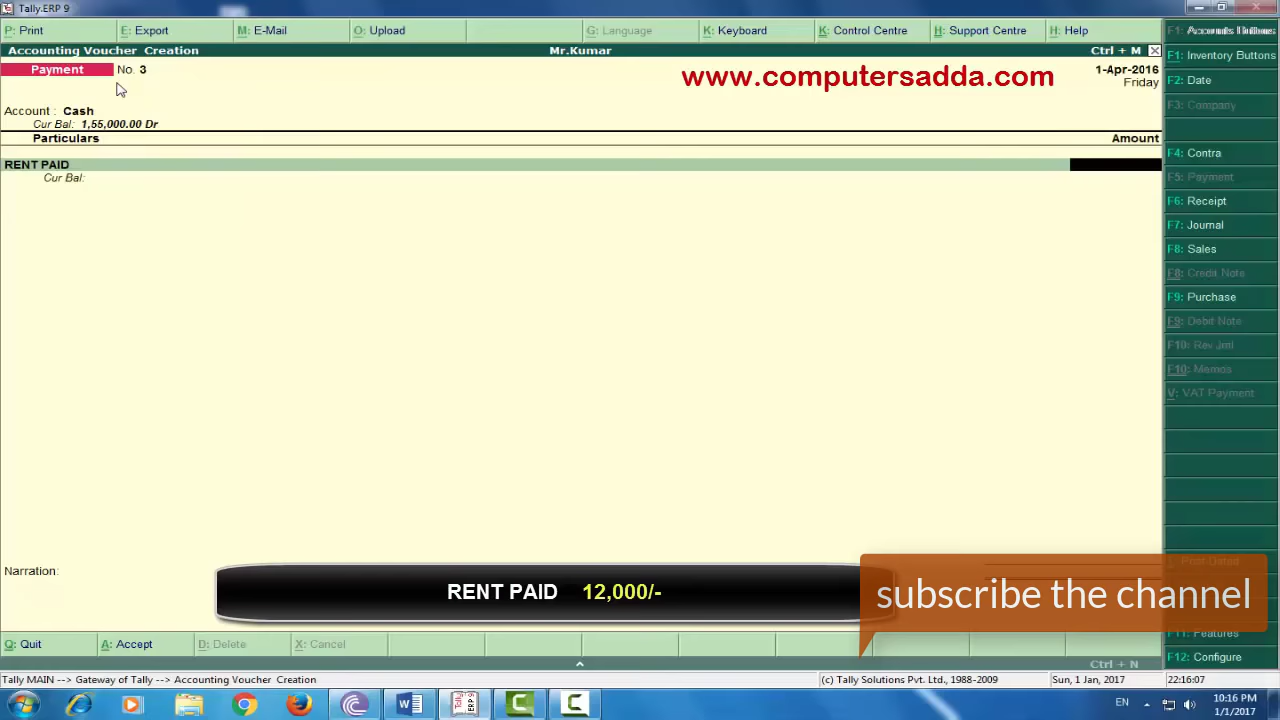 Tally.ERP 9
P: Print E: Export M: E-Mail O: Upload G: Language K: Keyboard K: Control Centre H: Support Centre H: Help
Accounting Voucher Creation Mr.Kumar Ctrl + M
Payment No. 3 1-Apr-2016
www.computersadda.com
Friday
Account : Cash
Cur Bal: 1,55,000.00 Dr
Particulars Amount
RENT PAID
Cur Bal:
Narration:
RENT PAID 12,000/-
subscribe the channel
F1: Accounts Buttons
F1: Inventory Buttons
F2: Date
F3: Company
F4: Contra
F5: Payment
F6: Receipt
F7: Journal
F8: Sales
F8: Credit Note
F9: Purchase
F9: Debit Note
F10: Rev Jrnl
F10: Memos
V: VAT Payment
F11: Features
F12: Configure
Q: Quit A: Accept D: Delete X: Cancel
Ctrl + N
Tally MAIN --> Gateway of Tally --> Accounting Voucher Creation (c) Tally Solutions Pvt. Ltd., 1988-2009 Sun, 1 Jan, 2017 22:16:07
EN 10:16 PM
1/1/2017